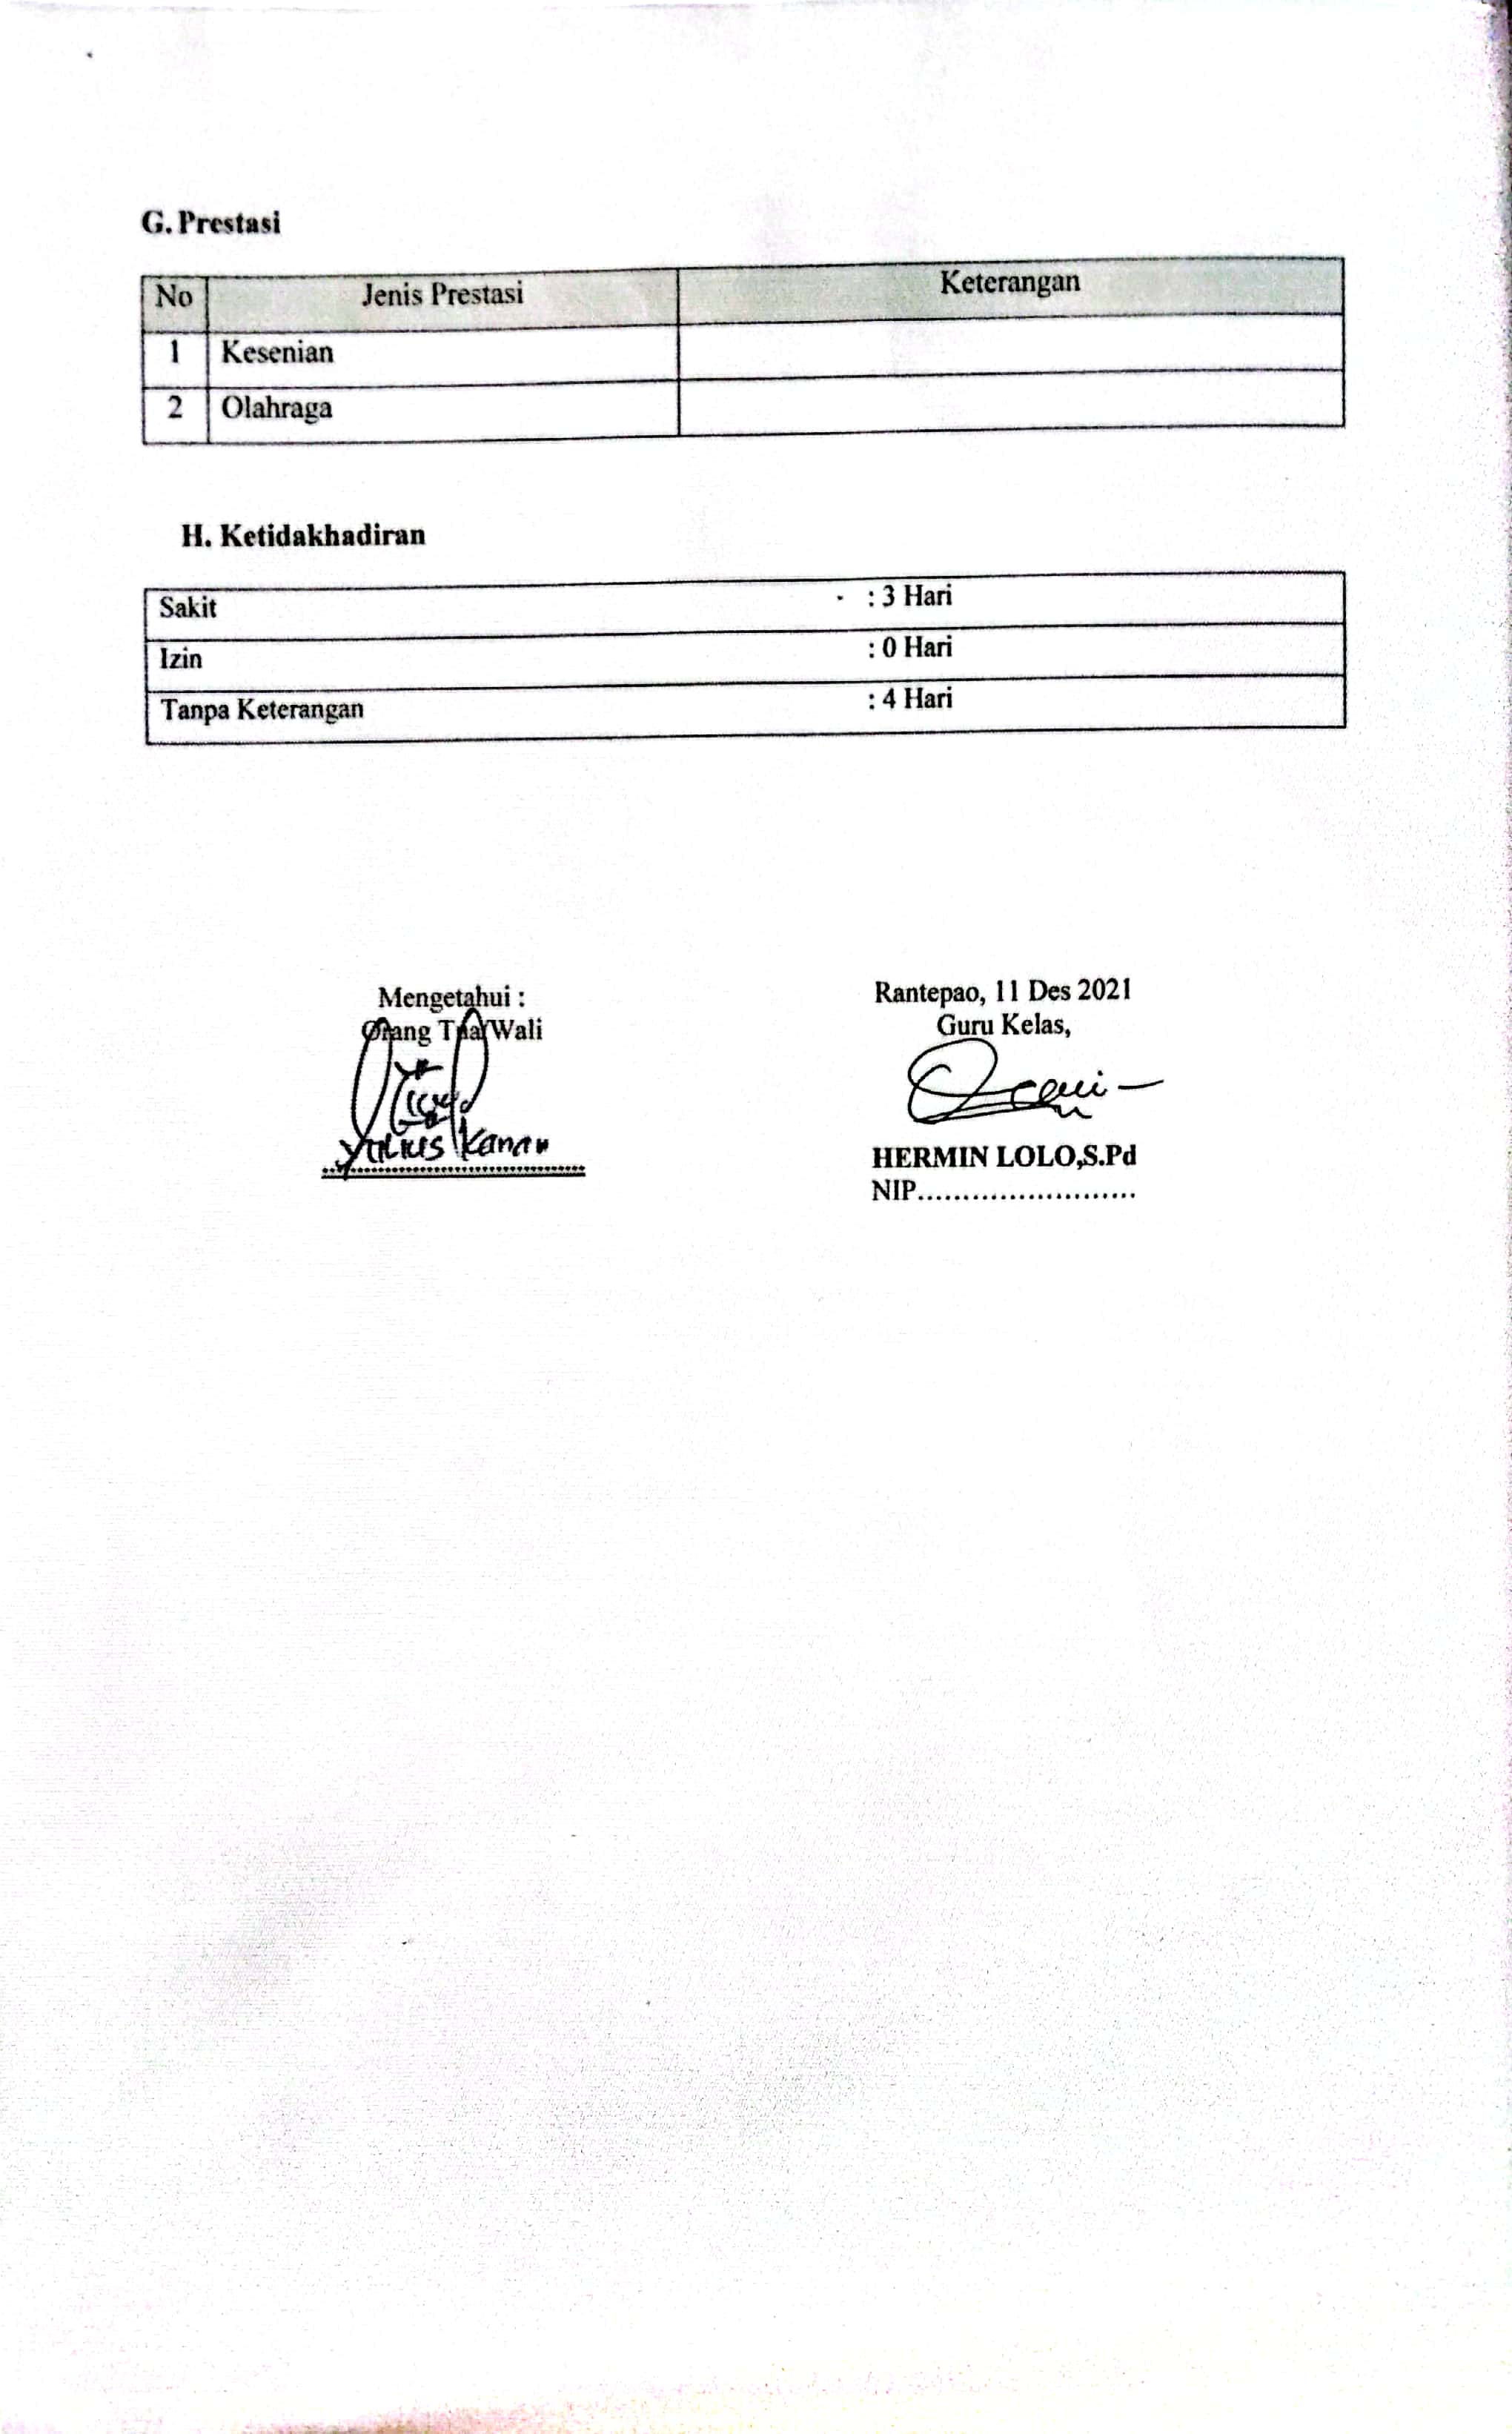 G. Prestasi
No Jenis Prestasi Keterangan
1 Kesenian
2 Olahraga
H. Ketidakhadiran
Sakit : 3 Hari
Izin : 0 Hari
Tanpa Keterangan : 4 Hari
Mengetahui :
Orang Tua/Wali
Yulius
Rantepao, 11 Des 2021
Guru Kelas,
HERMIN LOLO,S.Pd
NIP........................